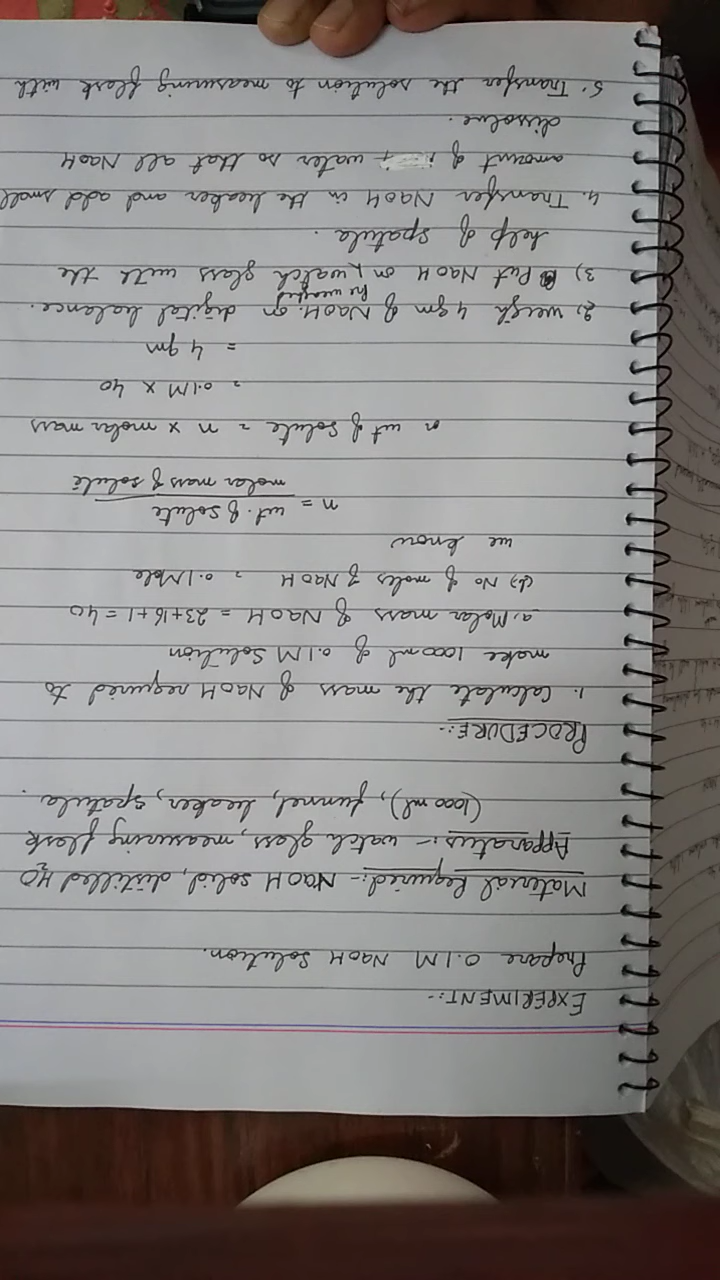 EXPERIMENT:-
Prepare 0.1M NaOH Solution.
Material Required:- NaOH solid, distilled H2O
Apparatus:- watch glass, measuring flask
(1000 ml), funnel, beaker, spatula.
PROCEDURE:-
1. Calculate the mass of NaOH required to
make 1000 ml of 0.1M Solution
a, Molar mass of NaOH = 23+16+1 = 40
(b) No of moles of NaOH = 0.1 Mole
we know
n = wt. of solute / molar mass of solute
or wt of solute = n × molar mass
= 0.1M × 40
= 4 gm
2) weigh 4 gm of NaOH on digital balance.
3) Put NaOH on Pre weighed watch glass with the
help of spatula.
4. Transfer NaOH in the beaker and add small
amount of water so that all NaOH
dissolve.
5. Transfer the solution to measuring flask with